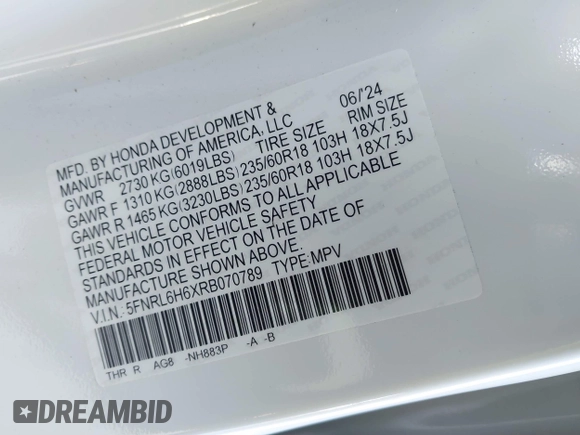 MFD. BY HONDA DEVELOPMENT &
MANUFACTURING OF AMERICA, LLC 06/'24
GVWR 2730 KG(6019LBS) TIRE SIZE RIM SIZE
GAWR F 1310 KG(2888LBS) 235/60R18 103H 18X7.5J
GAWR R 1465 KG(3230LBS) 235/60R18 103H 18X7.5J
THIS VEHICLE CONFORMS TO ALL APPLICABLE
FEDERAL MOTOR VEHICLE SAFETY
STANDARDS IN EFFECT ON THE DATE OF
MANUFACTURE SHOWN ABOVE.
V.I.N.: 5FNRL6H6XRB070789 TYPE:MPV
THR R AG8 -NH883P -A -B
DREAMBID